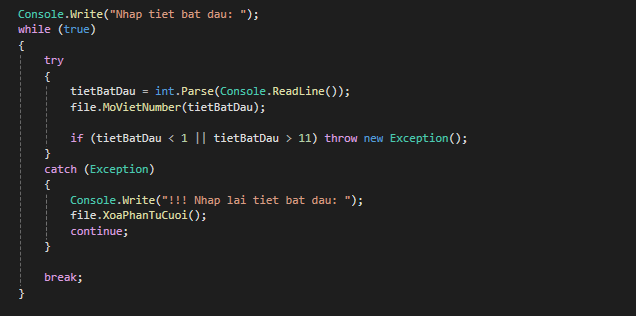 Console.Write("Nhap tiet bat dau: ");
while (true)
{
try
{
tietBatDau = int.Parse(Console.ReadLine());
file.MoVietNumber(tietBatDau);
if (tietBatDau < 1 || tietBatDau > 11) throw new Exception();
}
catch (Exception)
{
Console.Write("!!! Nhap lai tiet bat dau: ");
file.XoaPhanTuCuoi();
continue;
}
break;
}